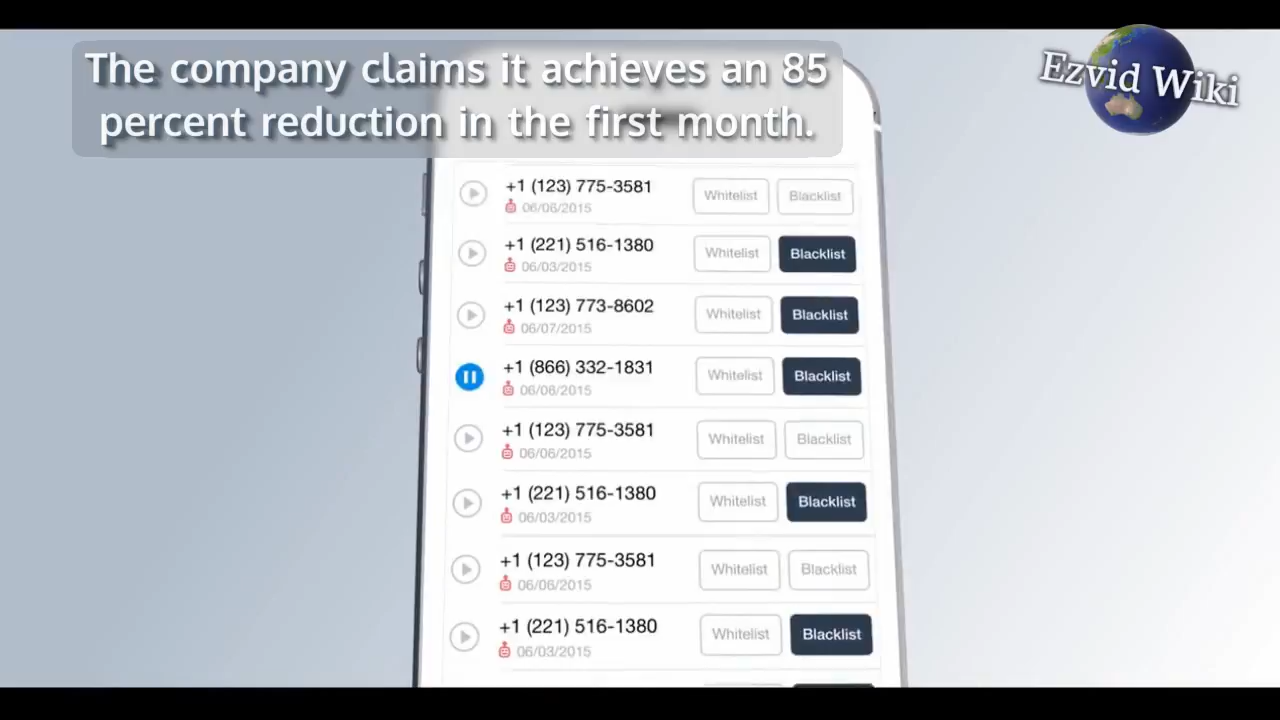 The company claims it achieves an 85
percent reduction in the first month.
Ezvid Wiki
+1 (123) 775-3581
06/06/2015
Whitelist
Blacklist
+1 (221) 516-1380
06/03/2015
Whitelist
Blacklist
+1 (123) 773-8602
06/07/2015
Whitelist
Blacklist
+1 (866) 332-1831
06/06/2015
Whitelist
Blacklist
+1 (123) 775-3581
06/06/2015
Whitelist
Blacklist
+1 (221) 516-1380
06/03/2015
Whitelist
Blacklist
+1 (123) 775-3581
06/06/2015
Whitelist
Blacklist
+1 (221) 516-1380
06/03/2015
Whitelist
Blacklist